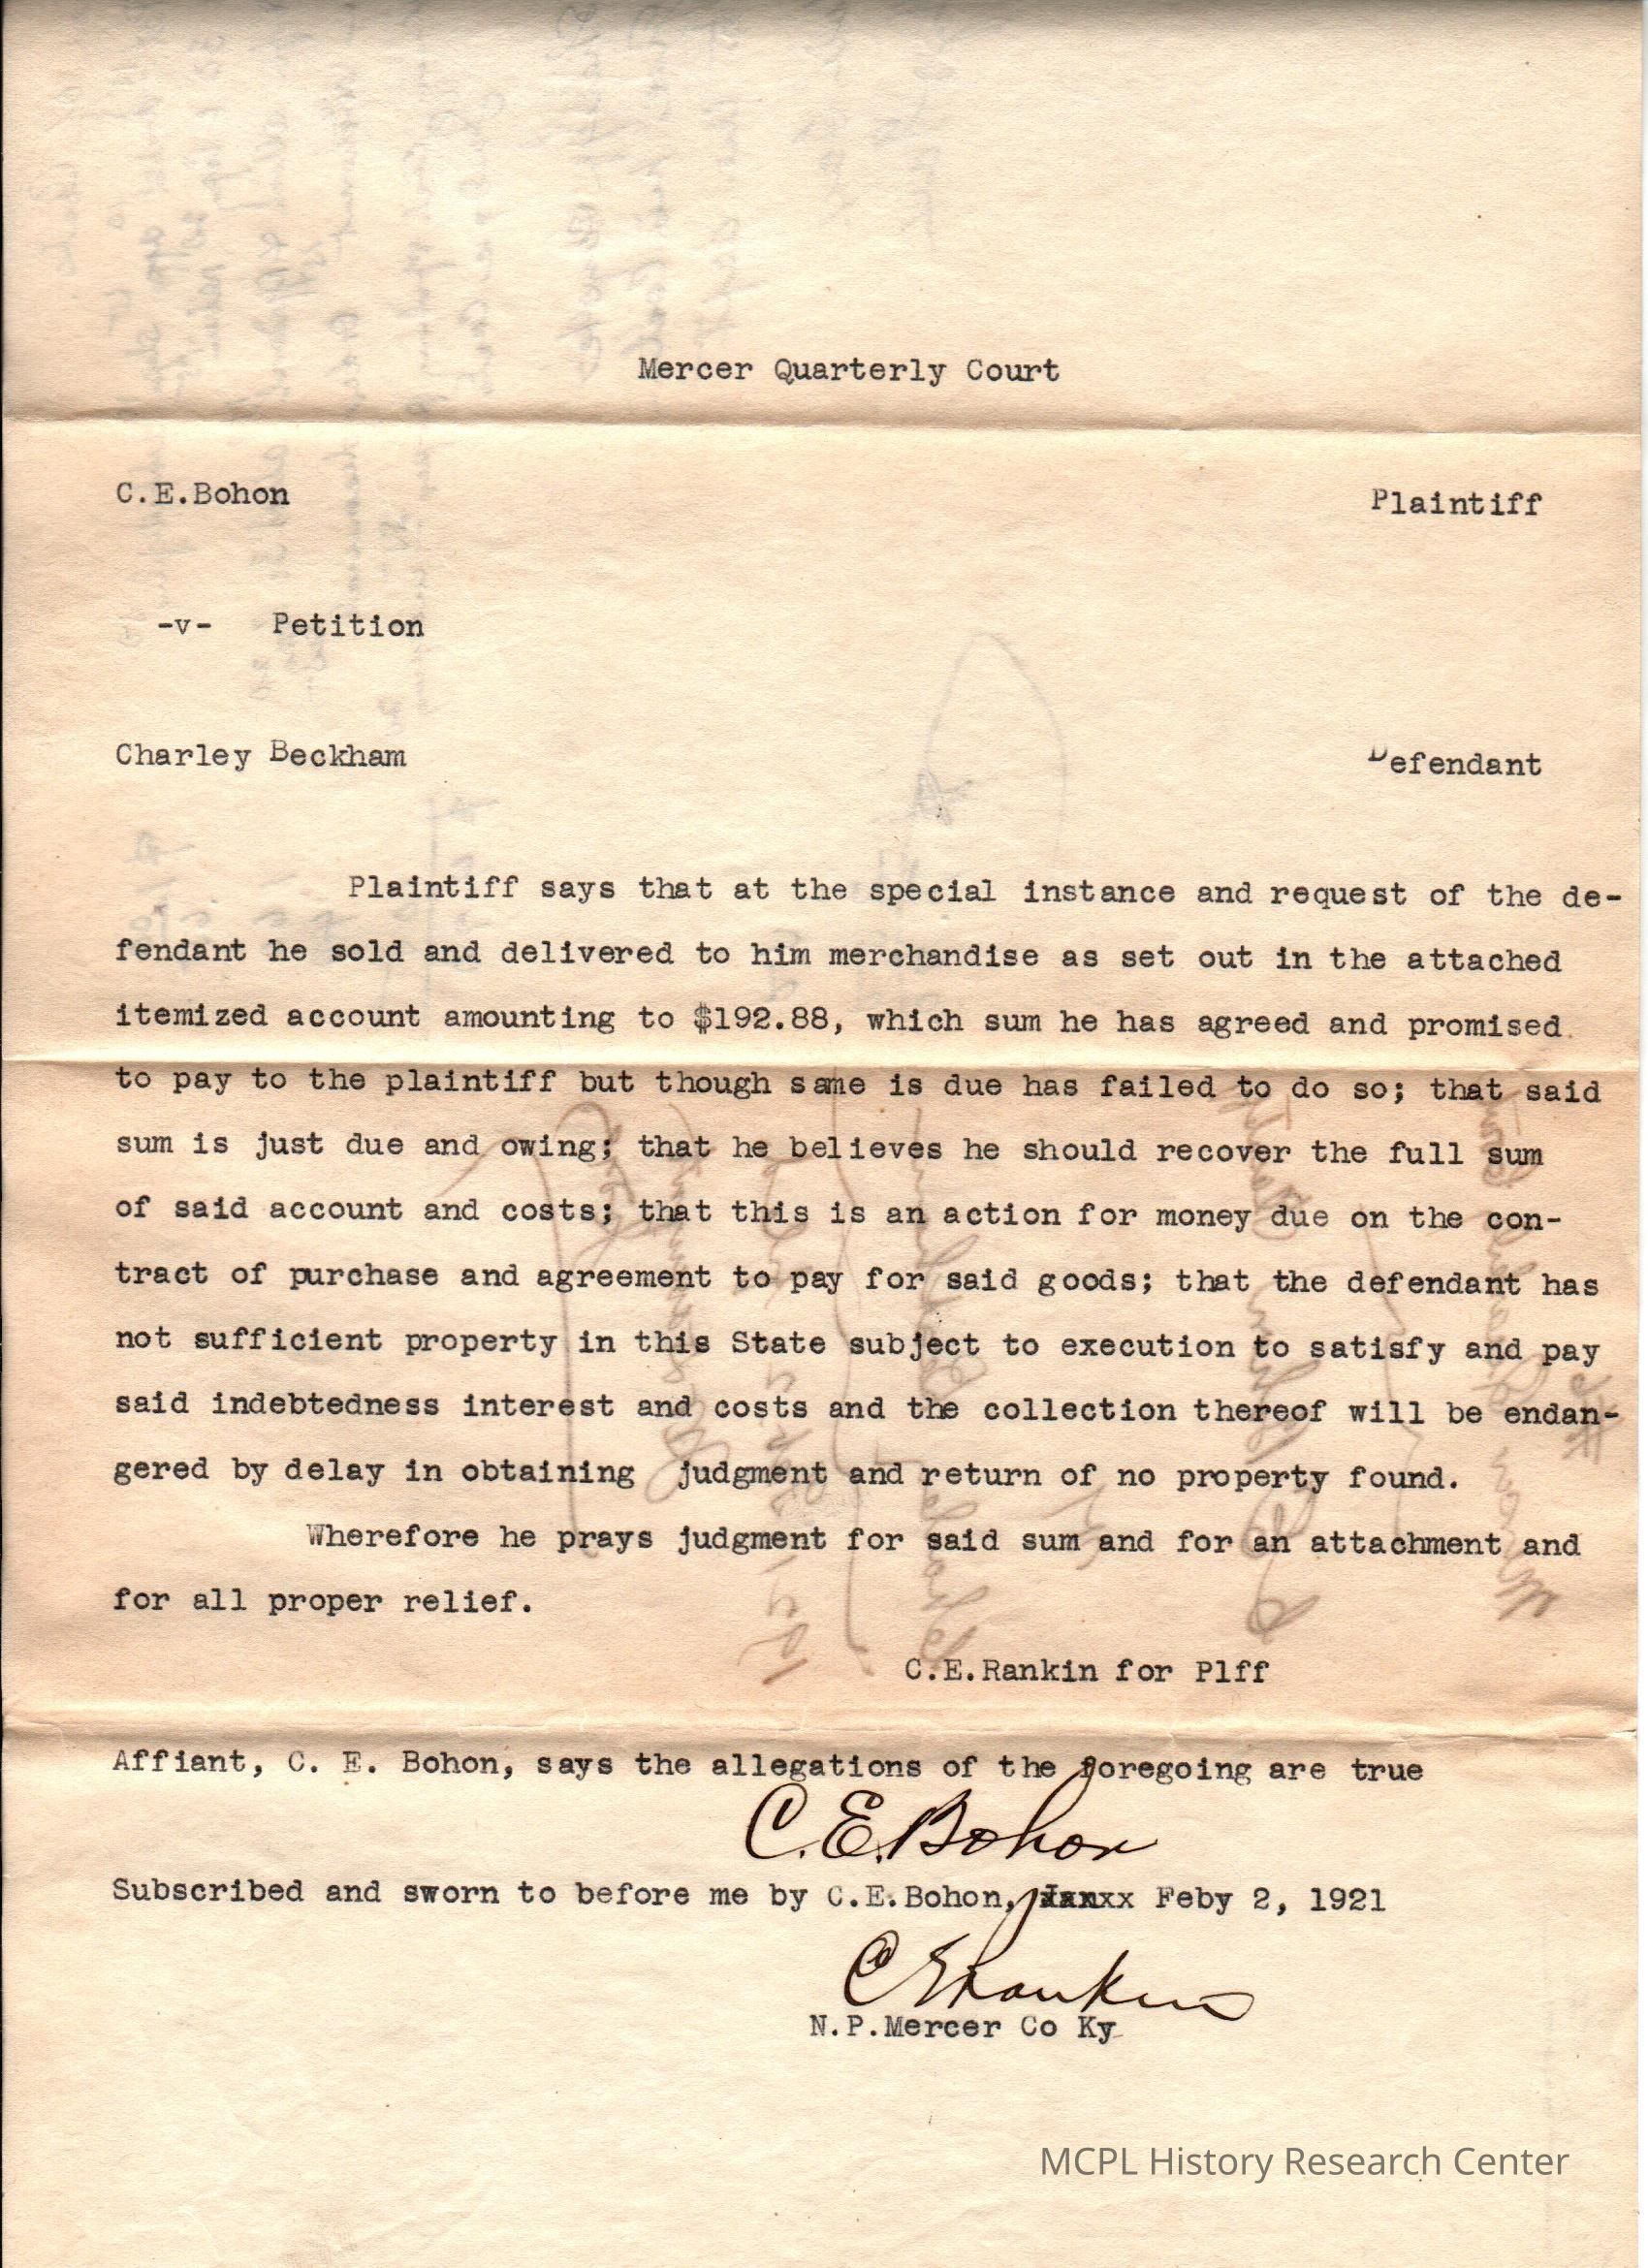 Mercer Quarterly Court
C.E.Bohon Plaintiff
-v- Petition
Charley Beckham Defendant
Plaintiff says that at the special instance and request of the de-
fendant he sold and delivered to him merchandise as set out in the attached
itemized account amounting to $192.88, which sum he has agreed and promised
to pay to the plaintiff but though same is due has failed to do so; that said
sum is just due and owing; that he believes he should recover the full sum
of said account and costs; that this is an action for money due on the con-
tract of purchase and agreement to pay for said goods; that the defendant has
not sufficient property in this State subject to execution to satisfy and pay
said indebtedness interest and costs and the collection thereof will be endan-
gered by delay in obtaining judgment and return of no property found.
Wherefore he prays judgment for said sum and for an attachment and
for all proper relief.
C.E.Rankin for Plff
Affiant, C. E. Bohon, says the allegations of the foregoing are true
C.E.Bohon
Subscribed and sworn to before me by C.E.Bohon, Feby 2, 1921
C E Rankin
N.P.Mercer Co Ky
MCPL History Research Center